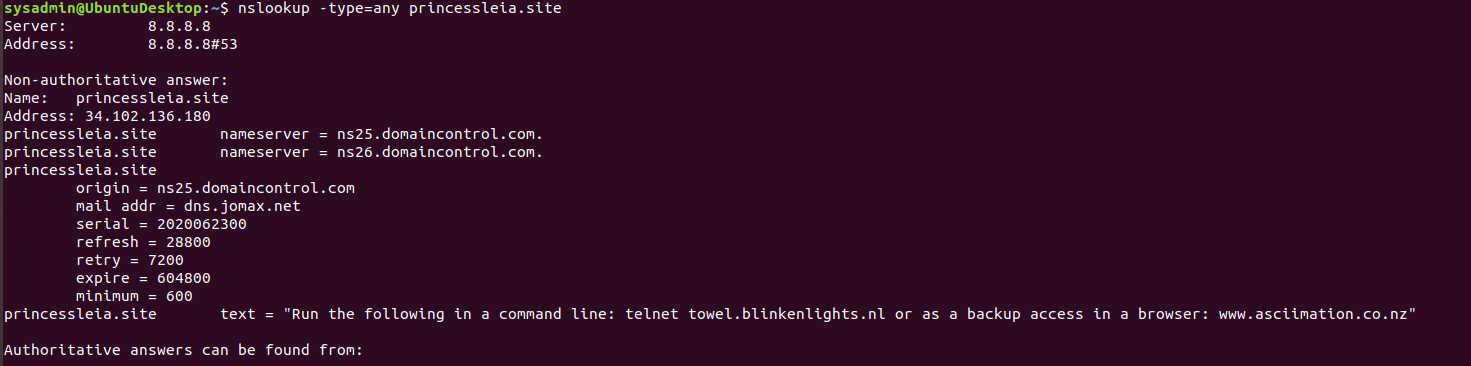 sysadmin@UbuntuDesktop:~$ nslookup -type=any princessleia.site
Server:		8.8.8.8
Address:	8.8.8.8#53

Non-authoritative answer:
Name:	princessleia.site
Address: 34.102.136.180
princessleia.site	nameserver = ns25.domaincontrol.com.
princessleia.site	nameserver = ns26.domaincontrol.com.
princessleia.site
	origin = ns25.domaincontrol.com
	mail addr = dns.jomax.net
	serial = 2020062300
	refresh = 28800
	retry = 7200
	expire = 604800
	minimum = 600
princessleia.site	text = "Run the following in a command line: telnet towel.blinkenlights.nl or as a backup access in a browser: www.asciimation.co.nz"

Authoritative answers can be found from: